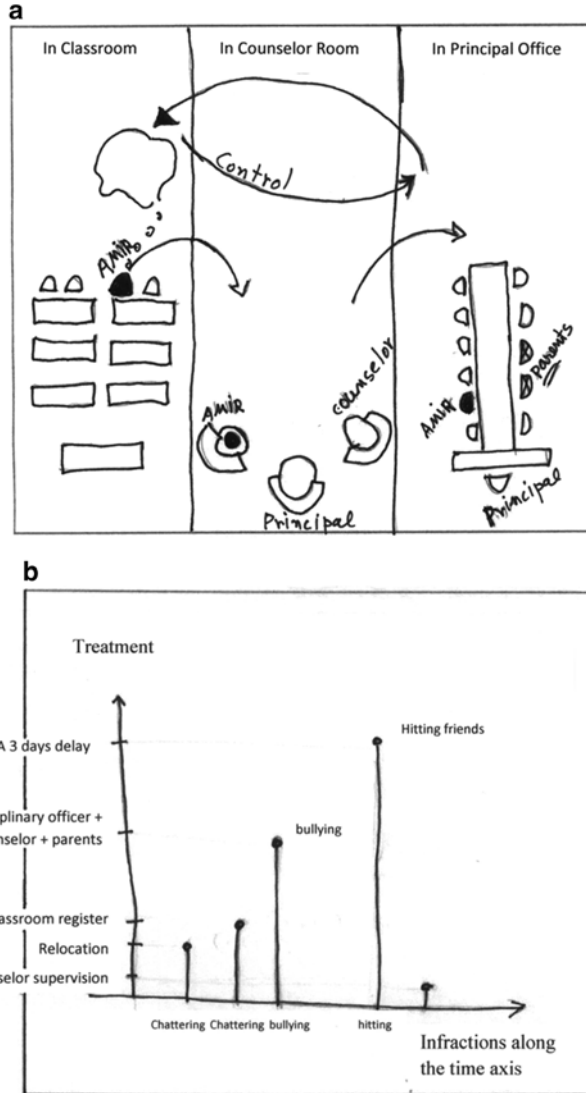 a
In Classroom
In Counselor Room
In Principal Office
Control
AMIR
AMIR
counselor
Principal
AMIR
Parents
Principal
b
Treatment
A 3 days delay
Hitting friends
plinary officer +
nselor + parents
bullying
assroom register
Relocation
selor supervision
Chattering Chattering bullying hitting
Infractions along
the time axis